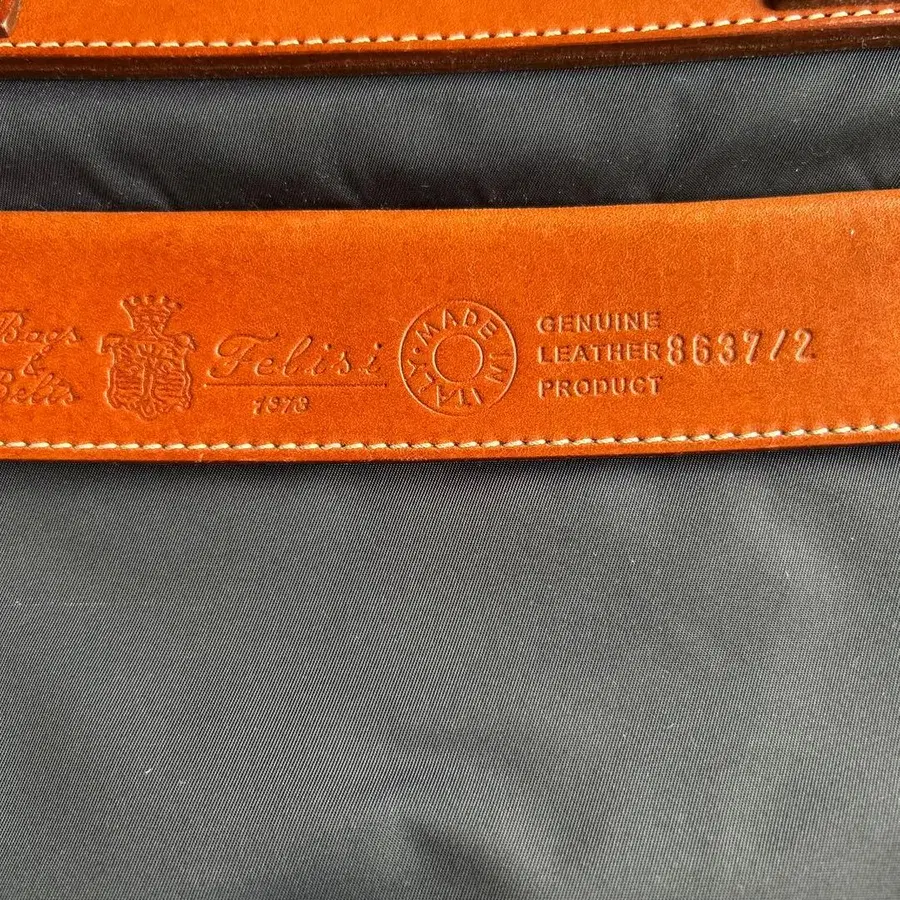 Bags
&
Belts
Felisi
1973
MADE IN ITALY
GENUINE
LEATHER 8637/2
PRODUCT